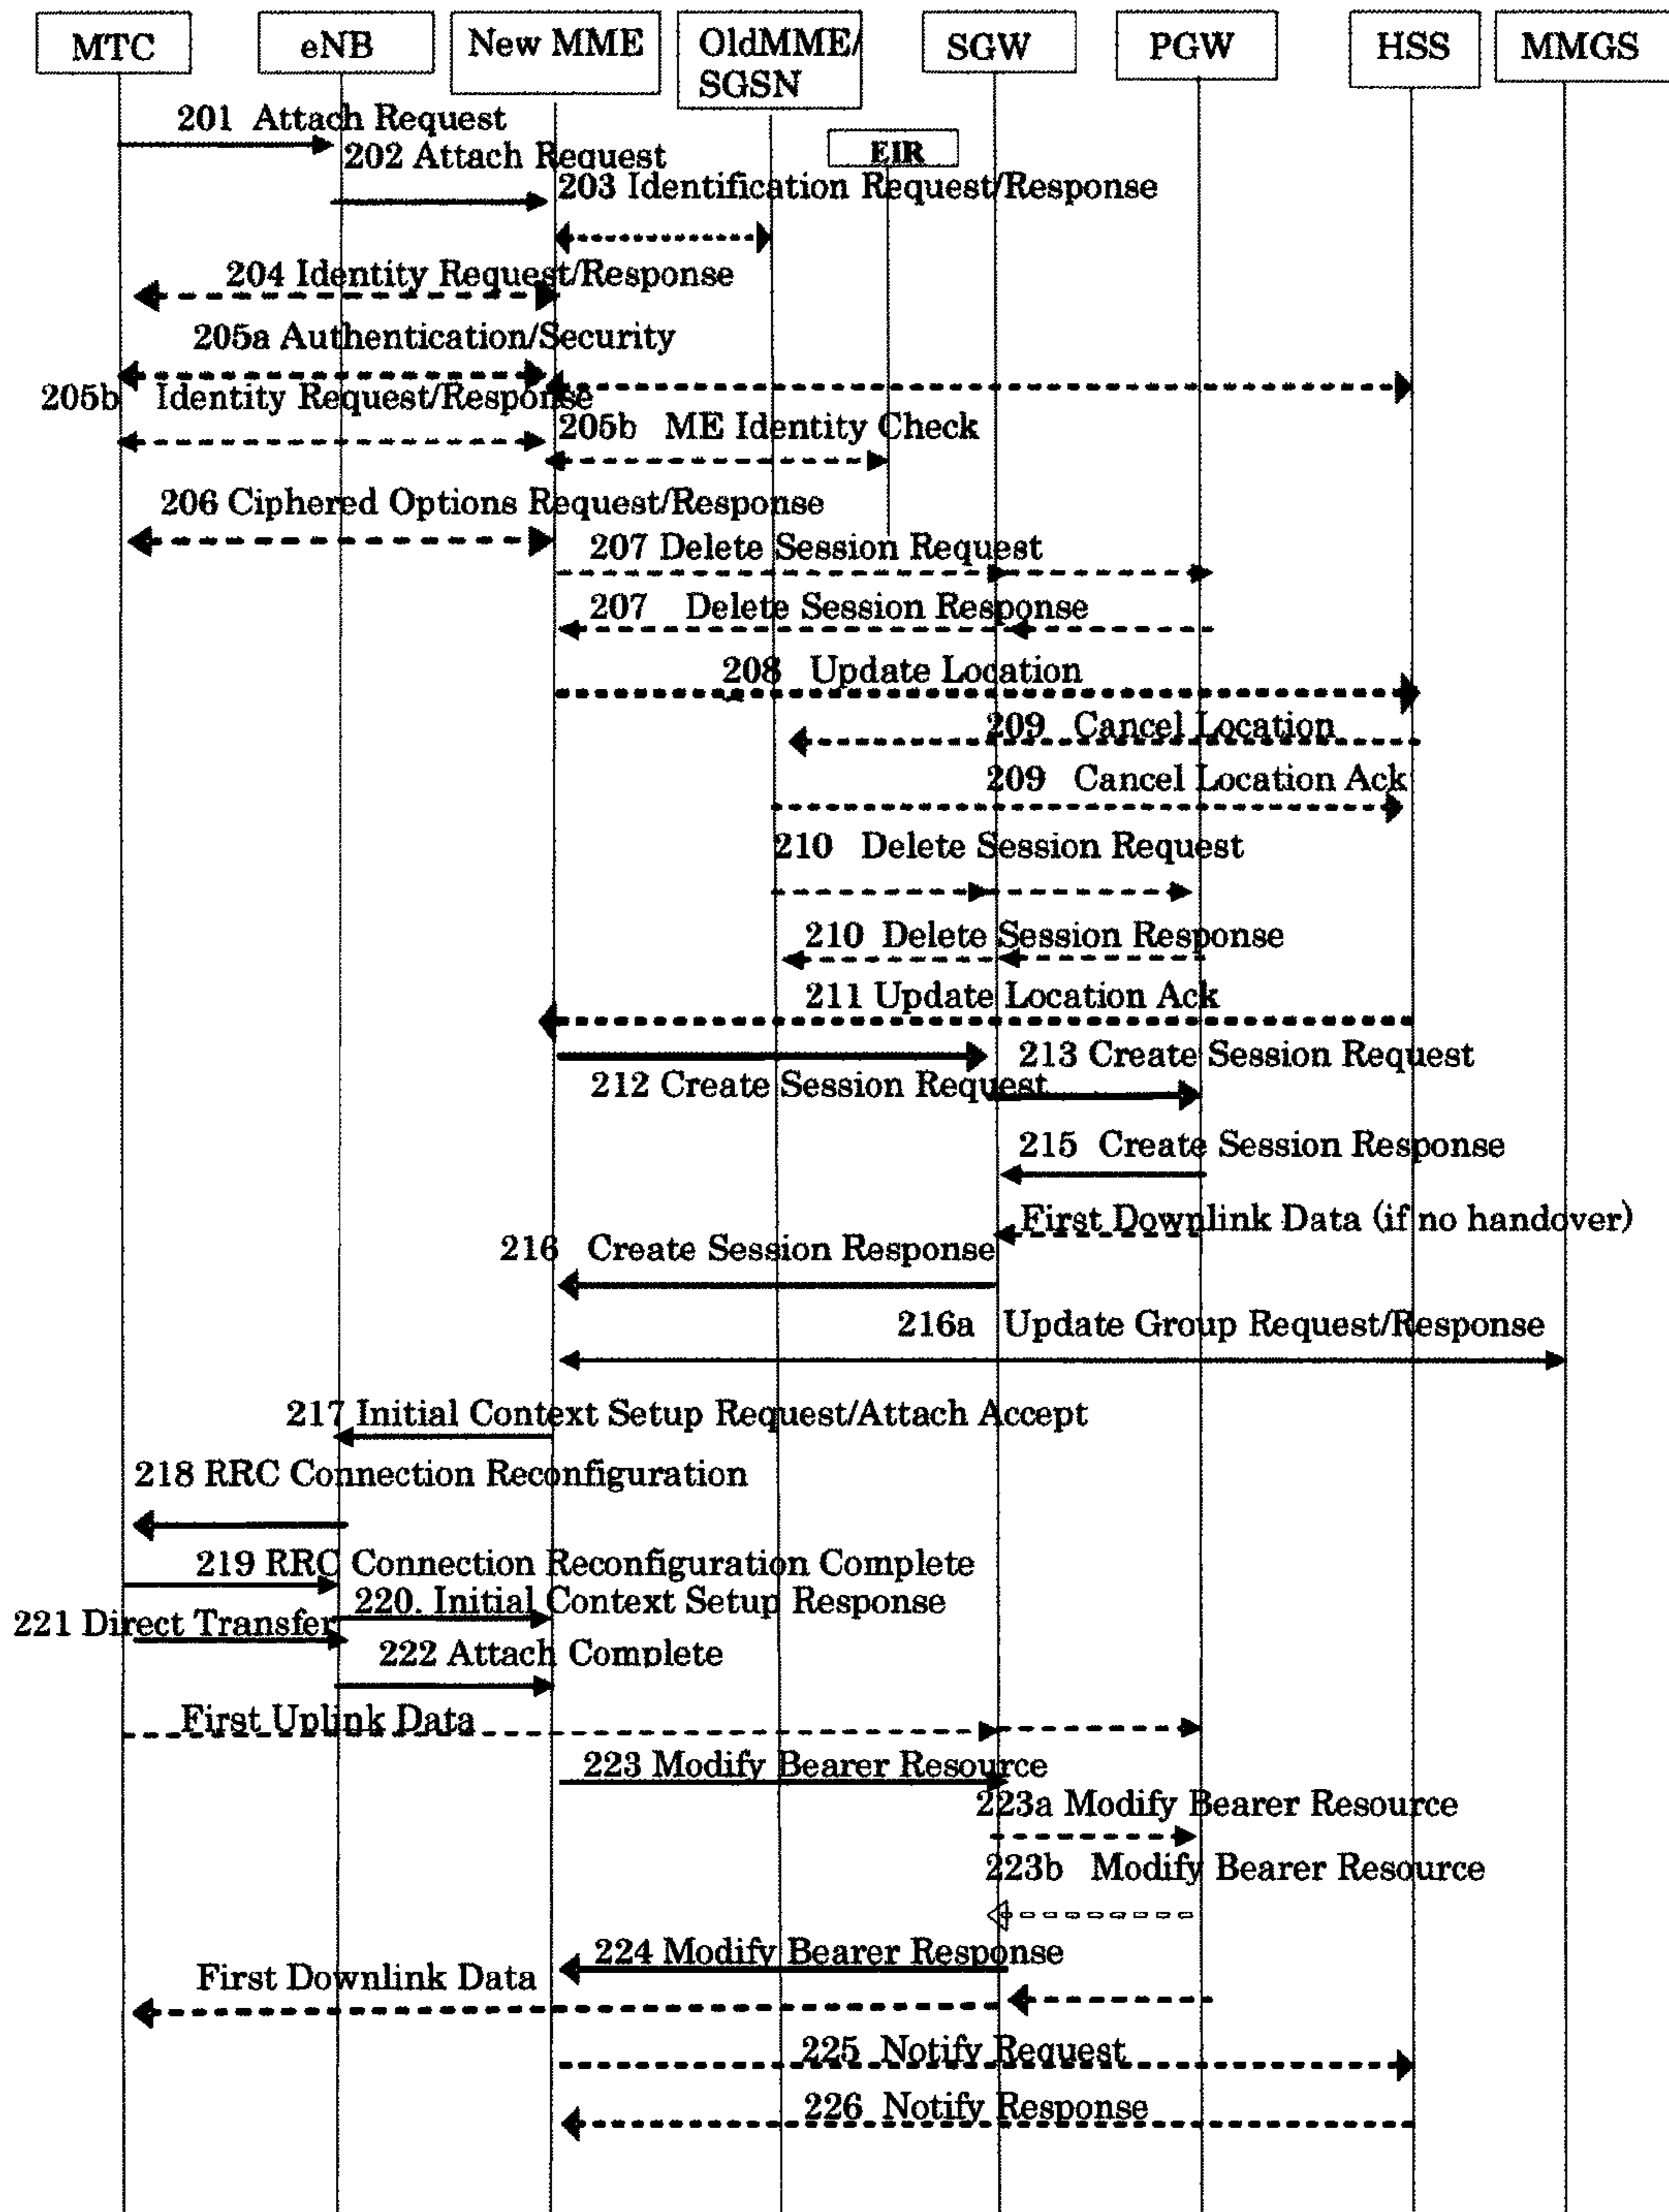 MTC
eNB
New MME
OldMME/
SGSN
SGW
PGW
HSS
MMGS
201 Attach Request
EIR
202 Attach Request
203 Identification Request/Response
204 Identity Request/Response
205a Authentication/Security
205b Identity Request/Response
205b ME Identity Check
206 Ciphered Options Request/Response
207 Delete Session Request
207 Delete Session Response
208 Update Location
209 Cancel Location
209 Cancel Location Ack
210 Delete Session Request
210 Delete Session Response
211 Update Location Ack
213 Create Session Request
212 Create Session Request
215 Create Session Response
First Downlink Data (if no handover)
216 Create Session Response
216a Update Group Request/Response
217 Initial Context Setup Request/Attach Accept
218 RRC Connection Reconfiguration
219 RRC Connection Reconfiguration Complete
220. Initial Context Setup Response
221 Direct Transfer
222 Attach Complete
First Uplink Data
223 Modify Bearer Resource
223a Modify Bearer Resource
223b Modify Bearer Resource
224 Modify Bearer Response
First Downlink Data
225 Notify Request
226 Notify Response